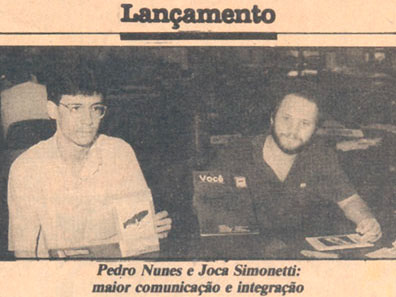 Lançamento
Você
Pedro Nunes e Joca Simonetti:
maior comunicação e integração